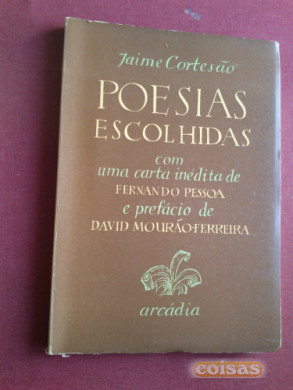 Jaime Cortesão
POESIAS
ESCOLHIDAS
com
uma carta inédita de
FERNANDO PESSOA
e prefácio de
DAVID MOURÃO-FERREIRA
arcádia
coisas